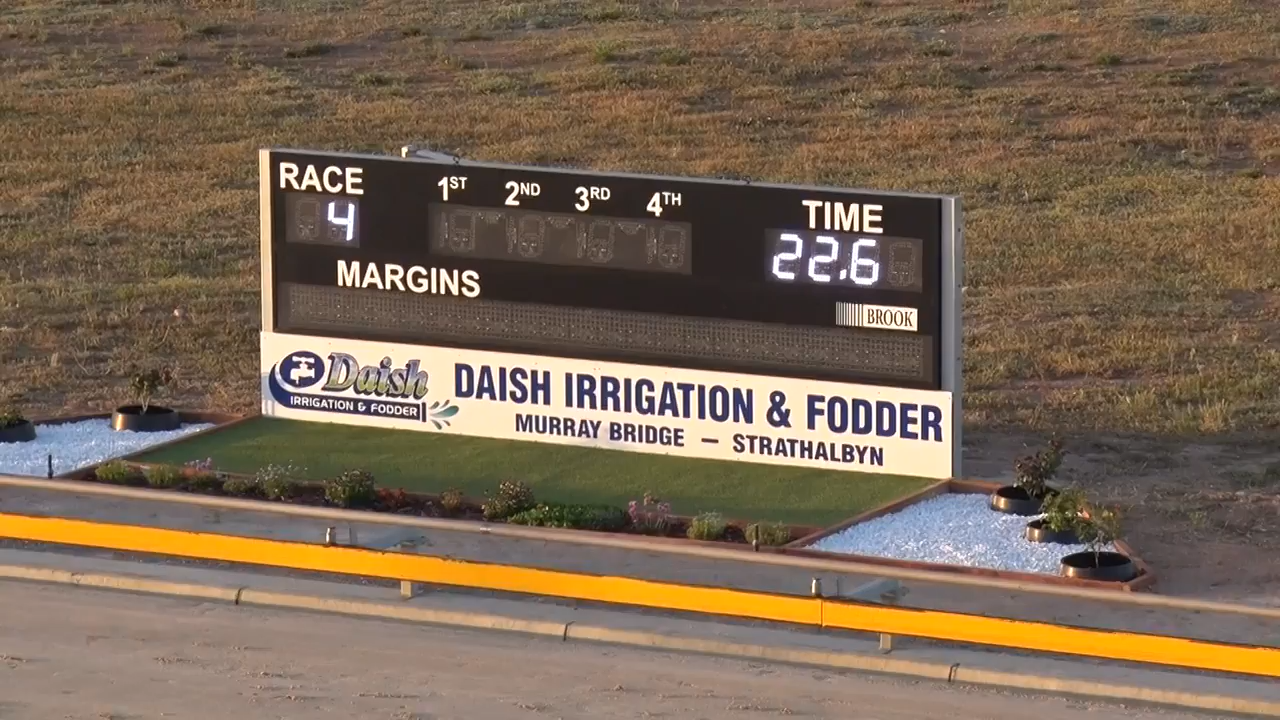 RACE 1ST 2ND 3RD 4TH TIME
4 22.6
MARGINS
BROOK
Daish
IRRIGATION & FODDER
DAISH IRRIGATION & FODDER
MURRAY BRIDGE – STRATHALBYN